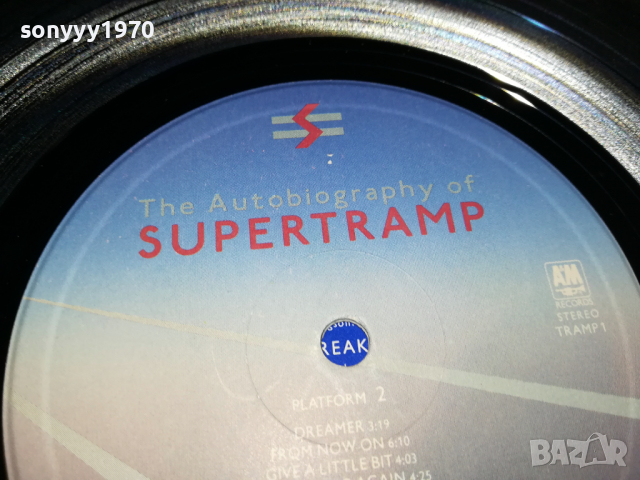 sonyyy1970
S
The Autobiography of
SUPERTRAMP
A&M
RECORDS
STEREO
TRAMP 1
REAK
PLATFORM 2
DREAMER 3:19
FROM NOW ON 6:10
GIVE A LITTLE BIT 4:03
AGAIN 4:25
BAZAR